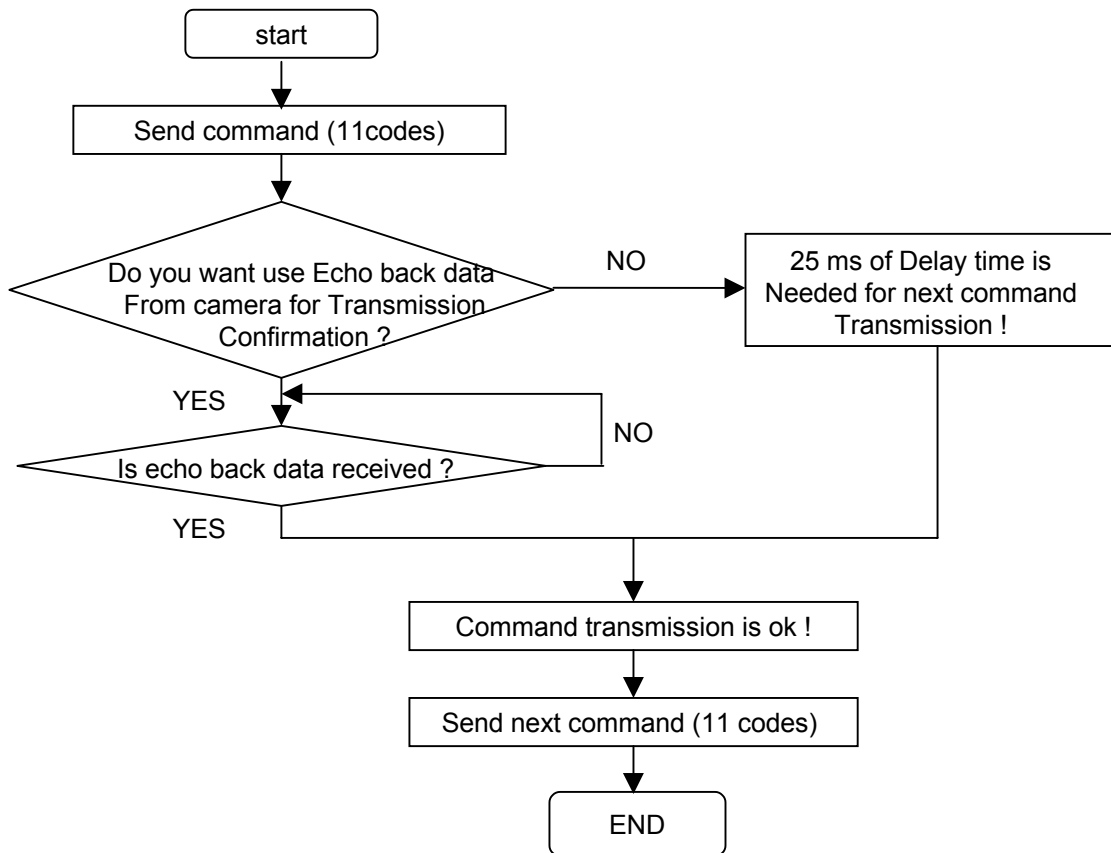 start
Send command (11codes)
Do you want use Echo back data
From camera for Transmission
Confirmation ?
NO
25 ms of Delay time is
Needed for next command
Transmission !
YES
NO
Is echo back data received ?
YES
Command transmission is ok !
Send next command (11 codes)
END